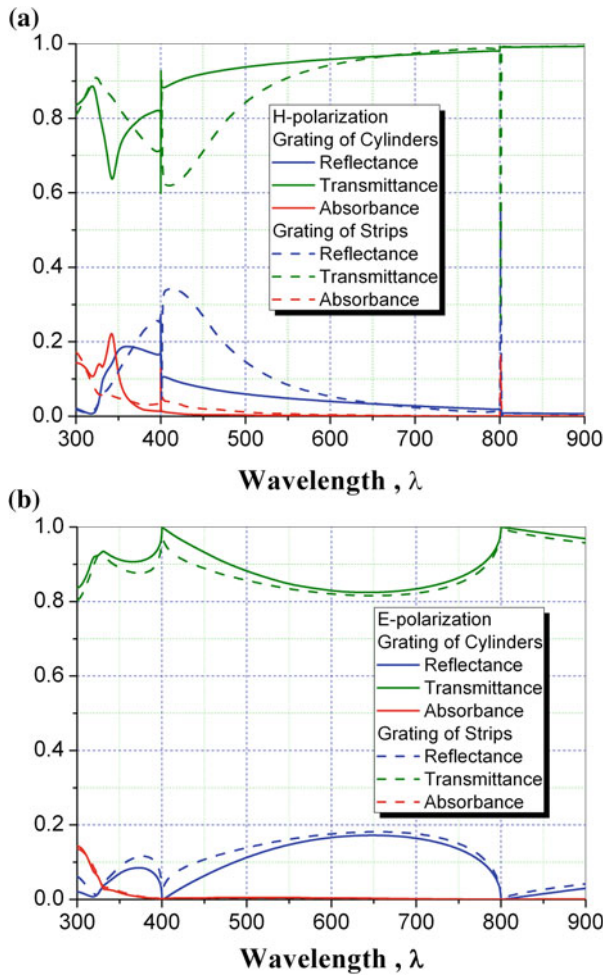 (a)
1.0
0.8
0.6
0.4
0.2
0.0
H-polarization
Grating of Cylinders
Reflectance
Transmittance
Absorbance
Grating of Strips
Reflectance
Transmittance
Absorbance
300 400 500 600 700 800 900
Wavelength , λ
(b)
1.0
0.8
0.6
0.4
0.2
0.0
E-polarization
Grating of Cylinders
Reflectance
Transmittance
Absorbance
Grating of Strips
Reflectance
Transmittance
Absorbance
300 400 500 600 700 800 900
Wavelength , λ